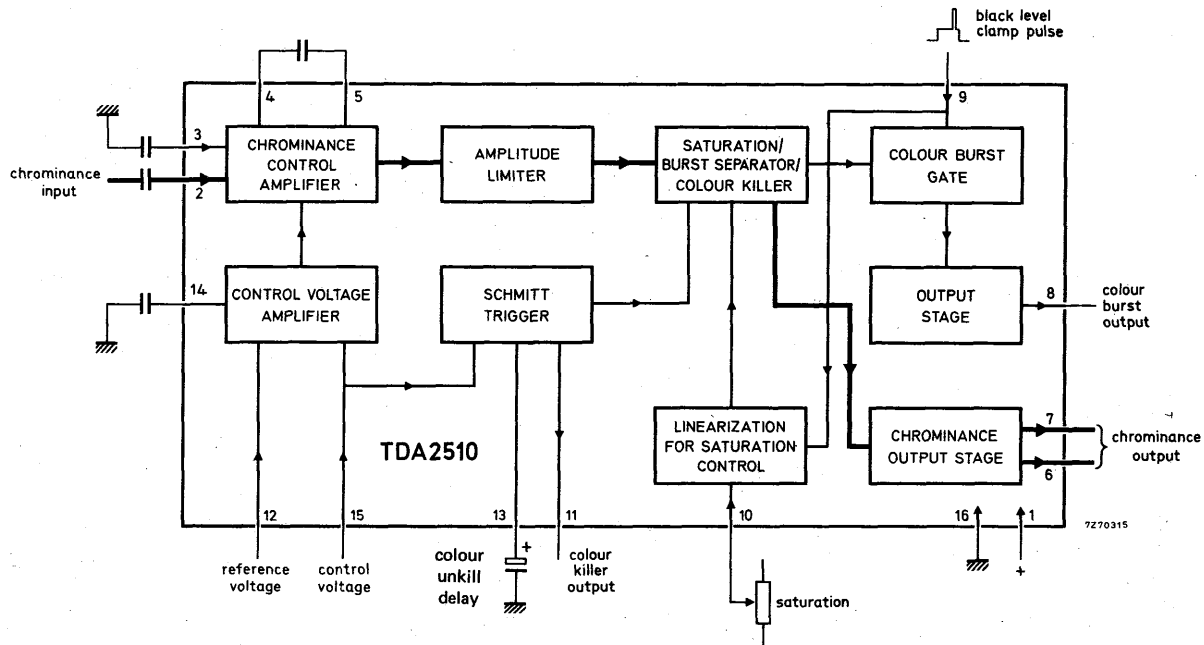 black level
clamp pulse
4
5
9
3
CHROMINANCE
CONTROL
AMPLIFIER
AMPLITUDE
LIMITER
SATURATION/
BURST SEPARATOR/
COLOUR KILLER
COLOUR BURST
GATE
chrominance
input
2
14
CONTROL VOLTAGE
AMPLIFIER
SCHMITT
TRIGGER
OUTPUT
STAGE
8
colour
burst
output
TDA2510
LINEARIZATION
FOR SATURATION
CONTROL
CHROMINANCE
OUTPUT STAGE
7
6
chrominance
output
12
15
13
11
10
16
1
7Z70315
reference
voltage
control
voltage
colour
unkill
delay
+
colour
killer
output
+
saturation